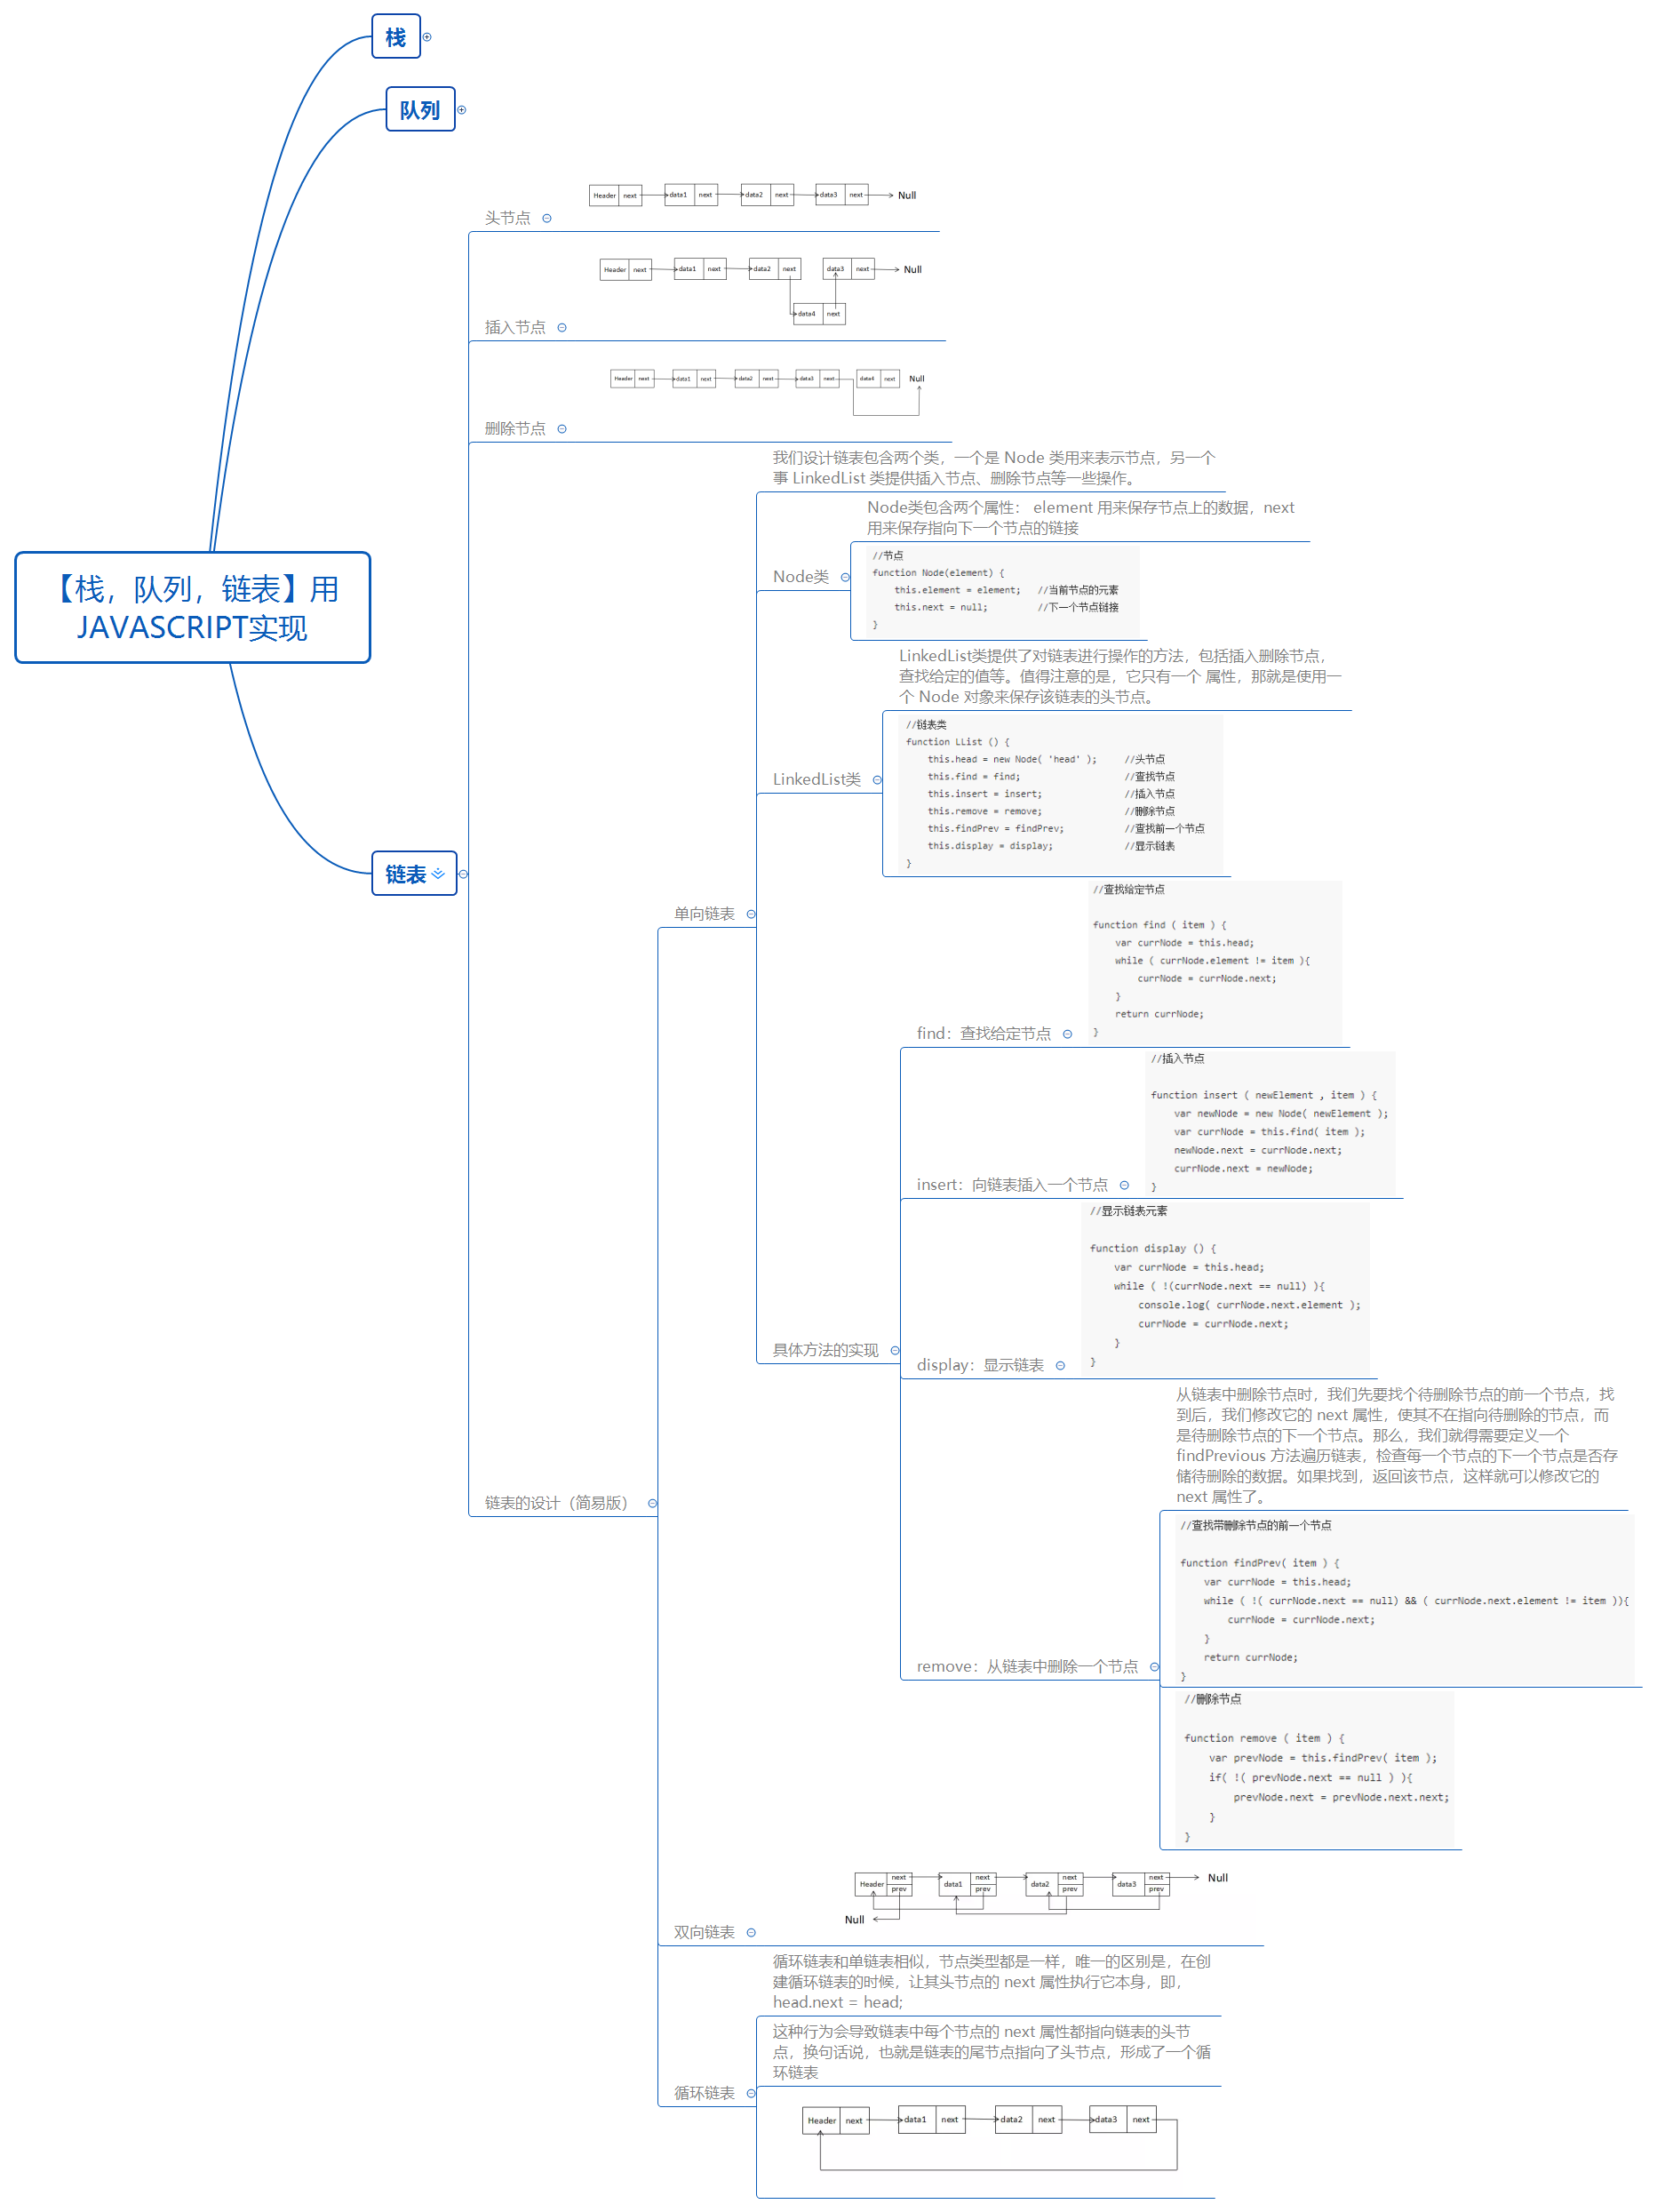 栈
队列
【栈，队列，链表】用
JAVASCRIPT实现
链表
头节点
Header next data1 next data2 next data3 next Null
插入节点
Header next data1 next data2 next data3 next Null
data4 next
删除节点
Header next data1 next data2 next data3 next data4 next Null
链表的设计（简易版）
单向链表
我们设计链表包含两个类，一个是 Node 类用来表示节点，另一个
事 LinkedList 类提供插入节点、删除节点等一些操作。
Node类
Node类包含两个属性： element 用来保存节点上的数据，next
用来保存指向下一个节点的链接
//节点
function Node(element) {
    this.element = element;   //当前节点的元素
    this.next = null;         //下一个节点链接
}
LinkedList类
LinkedList类提供了对链表进行操作的方法，包括插入删除节点，
查找给定的值等。值得注意的是，它只有一个 属性，那就是使用一
个 Node 对象来保存该链表的头节点。
//链表类
function LList () {
    this.head = new Node( 'head' );     //头节点
    this.find = find;                   //查找节点
    this.insert = insert;               //插入节点
    this.remove = remove;               //删除节点
    this.findPrev = findPrev;           //查找前一个节点
    this.display = display;             //显示链表
}
具体方法的实现
find：查找给定节点
//查找给定节点
function find ( item ) {
    var currNode = this.head;
    while ( currNode.element != item ){
        currNode = currNode.next;
    }
    return currNode;
}
insert：向链表插入一个节点
//插入节点
function insert ( newElement , item ) {
    var newNode = new Node( newElement );
    var currNode = this.find( item );
    newNode.next = currNode.next;
    currNode.next = newNode;
}
display：显示链表
//显示链表元素
function display () {
    var currNode = this.head;
    while ( !(currNode.next == null) ){
        console.log( currNode.next.element );
        currNode = currNode.next;
    }
}
remove：从链表中删除一个节点
从链表中删除节点时，我们先要找个待删除节点的前一个节点，找
到后，我们修改它的 next 属性，使其不在指向待删除的节点，而
是待删除节点的下一个节点。那么，我们就得需要定义一个
findPrevious 方法遍历链表，检查每一个节点的下一个节点是否存
储待删除的数据。如果找到，返回该节点，这样就可以修改它的
next 属性了。
//查找带删除节点的前一个节点
function findPrev( item ) {
    var currNode = this.head;
    while ( !( currNode.next == null) && ( currNode.next.element != item )){
        currNode = currNode.next;
    }
    return currNode;
}
//删除节点
function remove ( item ) {
    var prevNode = this.findPrev( item );
    if( !( prevNode.next == null ) ){
        prevNode.next = prevNode.next.next;
    }
}
双向链表
Header next prev data1 next prev data2 next prev data3 next prev Null
Null
循环链表
循环链表和单链表相似，节点类型都是一样，唯一的区别是，在创
建循环链表的时候，让其头节点的 next 属性执行它本身，即，
head.next = head;
这种行为会导致链表中每个节点的 next 属性都指向链表的头节
点，换句话说，也就是链表的尾节点指向了头节点，形成了一个循
环链表
Header next data1 next data2 next data3 next